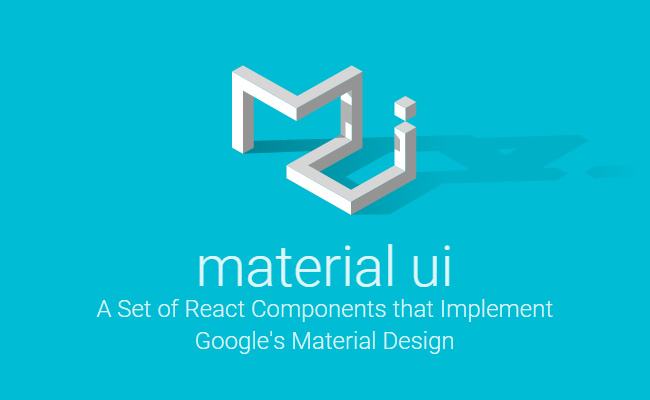 material ui
A Set of React Components that Implement
Google's Material Design